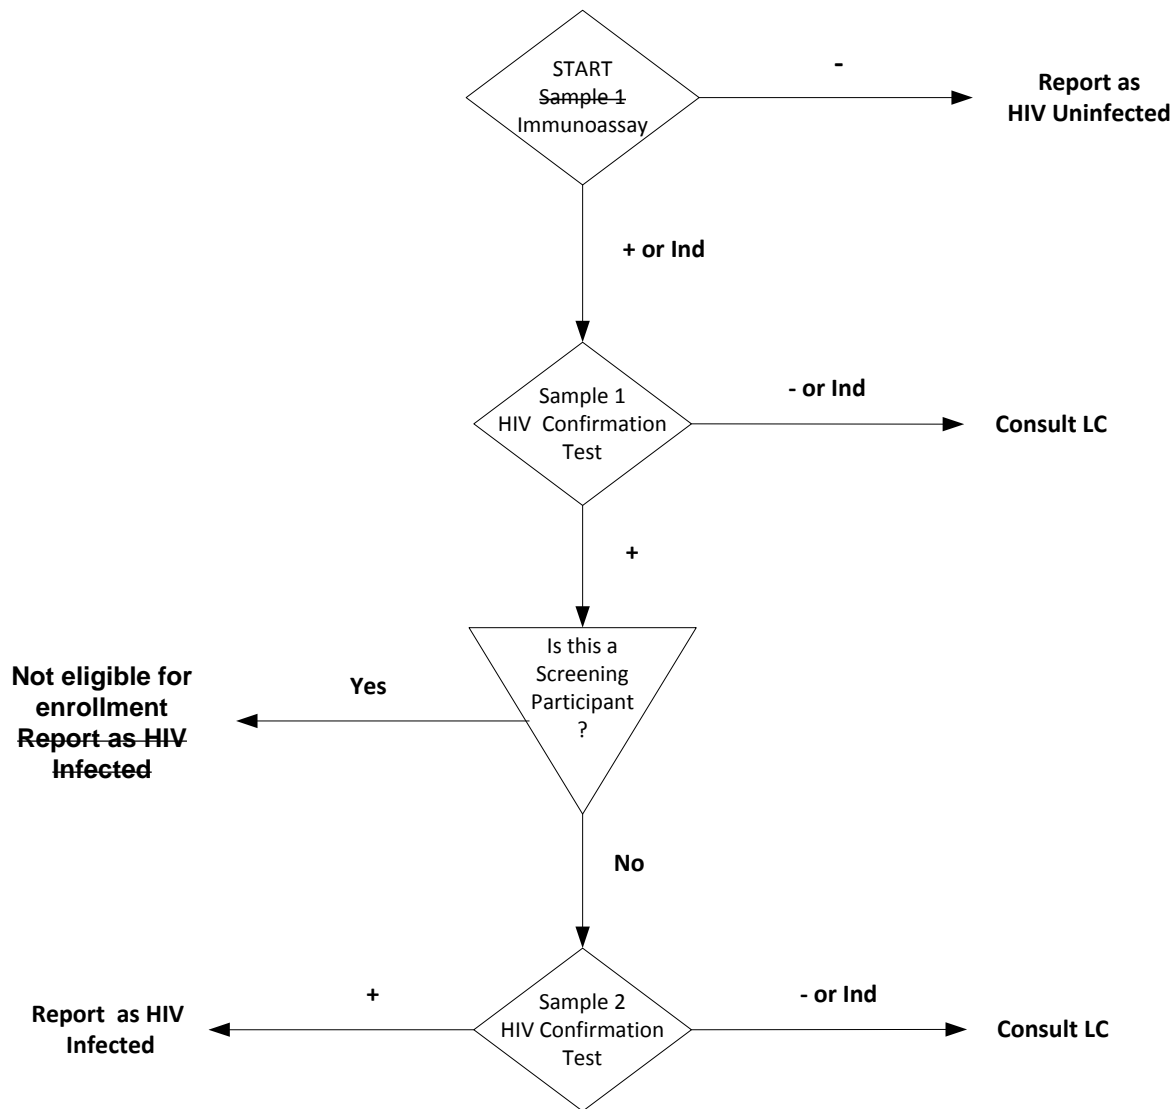 START
Sample 1
Immunoassay
-
Report as
HIV Uninfected
+ or Ind
Sample 1
HIV Confirmation
Test
- or Ind
Consult LC
+
Is this a
Screening
Participant
?
Yes
Not eligible for
enrollment
Report as HIV
Infected
No
Sample 2
HIV Confirmation
Test
+
Report as HIV
Infected
- or Ind
Consult LC